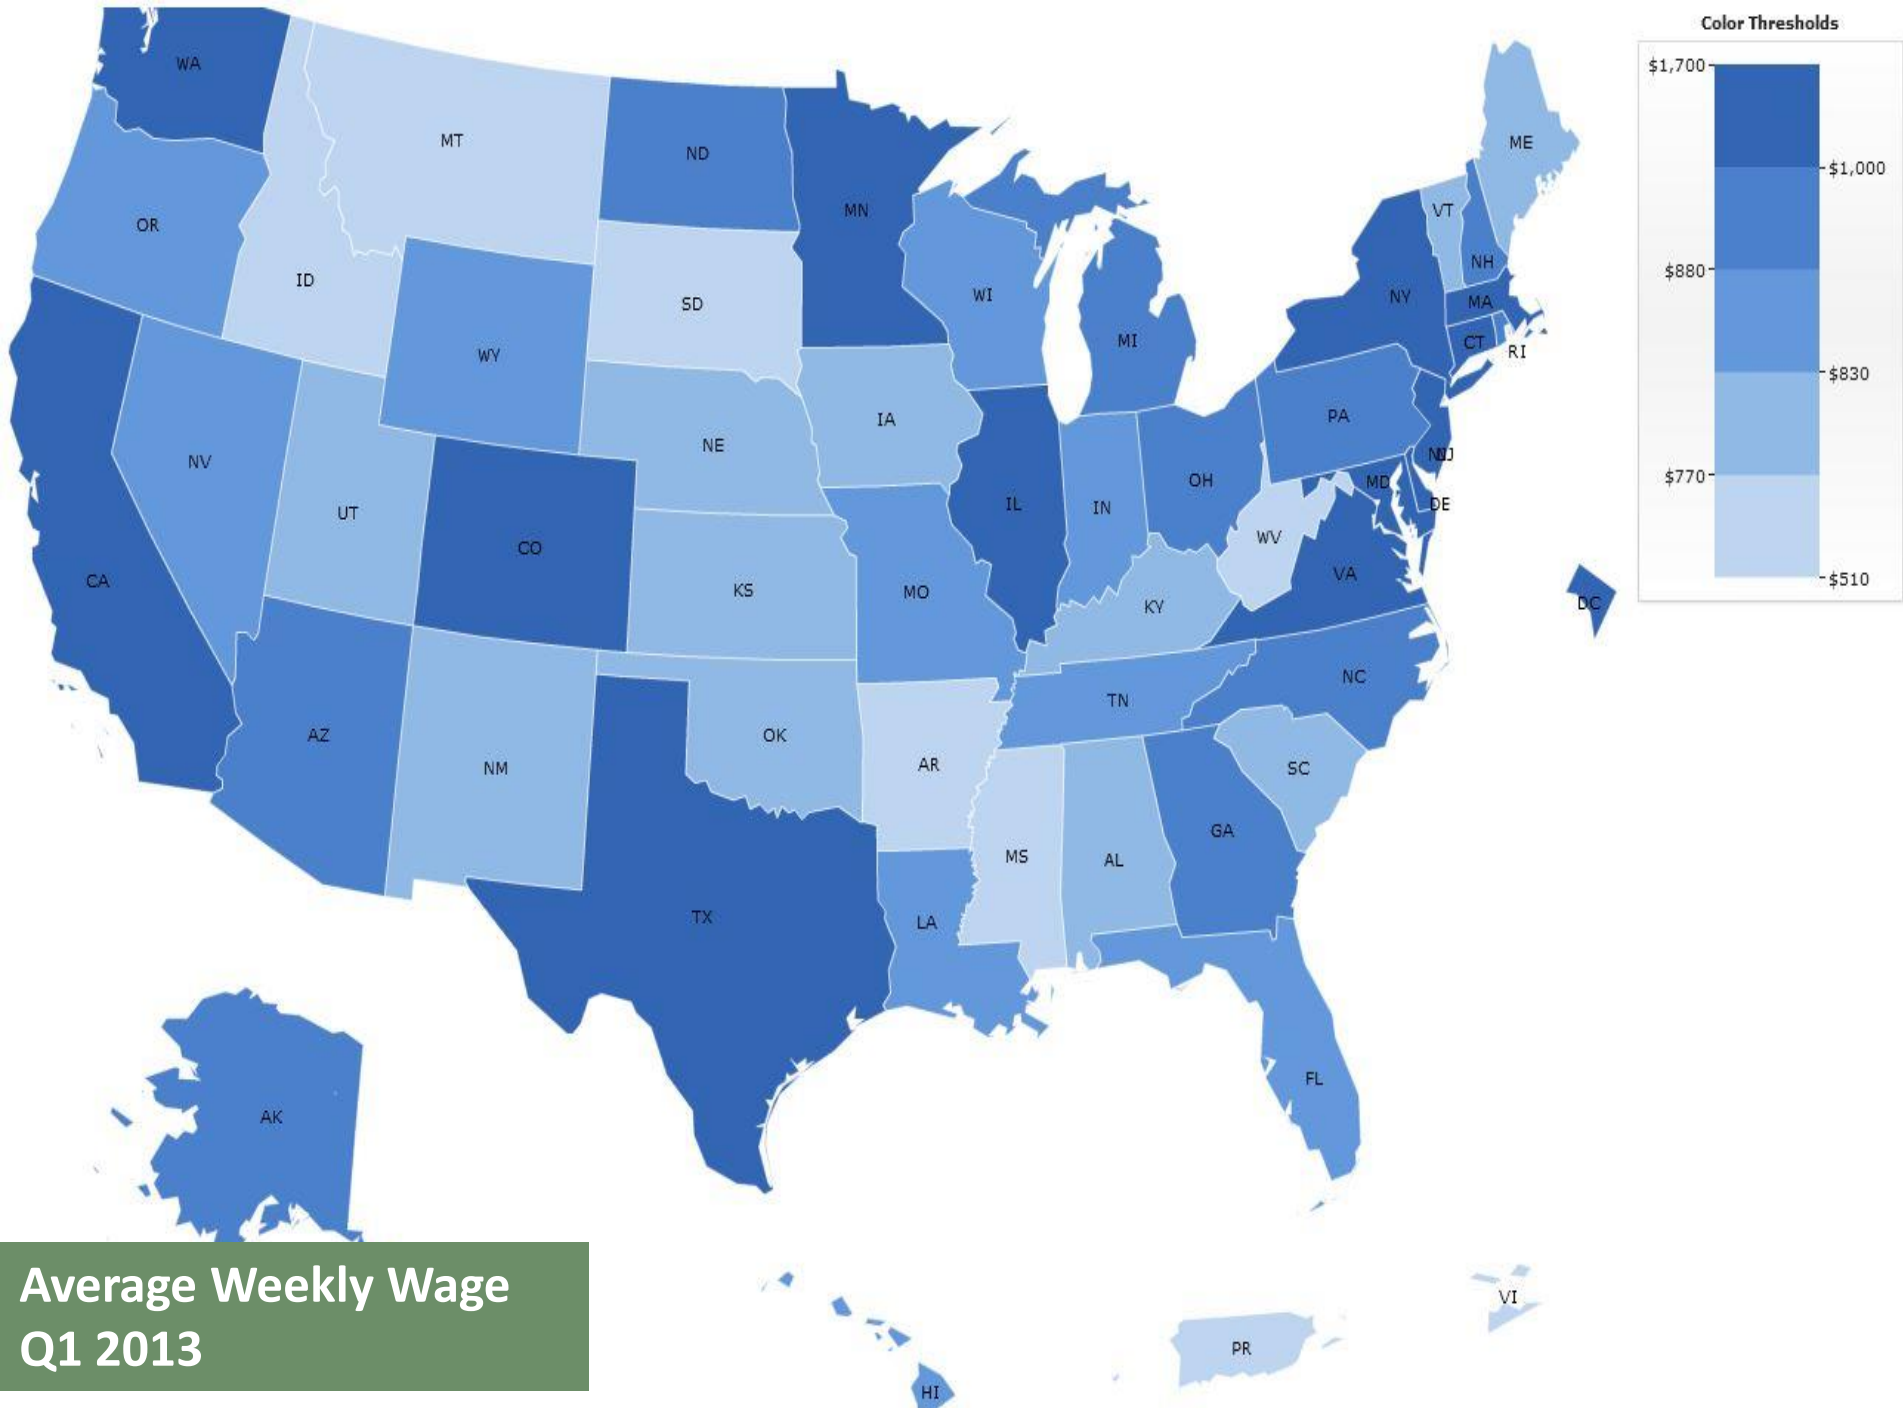 Color Thresholds
$1,700
$1,000
$880
$830
$770
$510
WA
MT
ND
ME
OR
MN
VT
ID
SD
WI
NH
NY
MA
WY
MI
CT
RI
IA
PA
NE
NV
NJ
OH
MD
UT
IL
IN
DE
CO
WV
CA
KS
MO
KY
VA
DC
NC
TN
AZ
NM
OK
AR
SC
GA
MS
AL
TX
LA
FL
AK
Average Weekly Wage
Q1 2013
VI
PR
HI